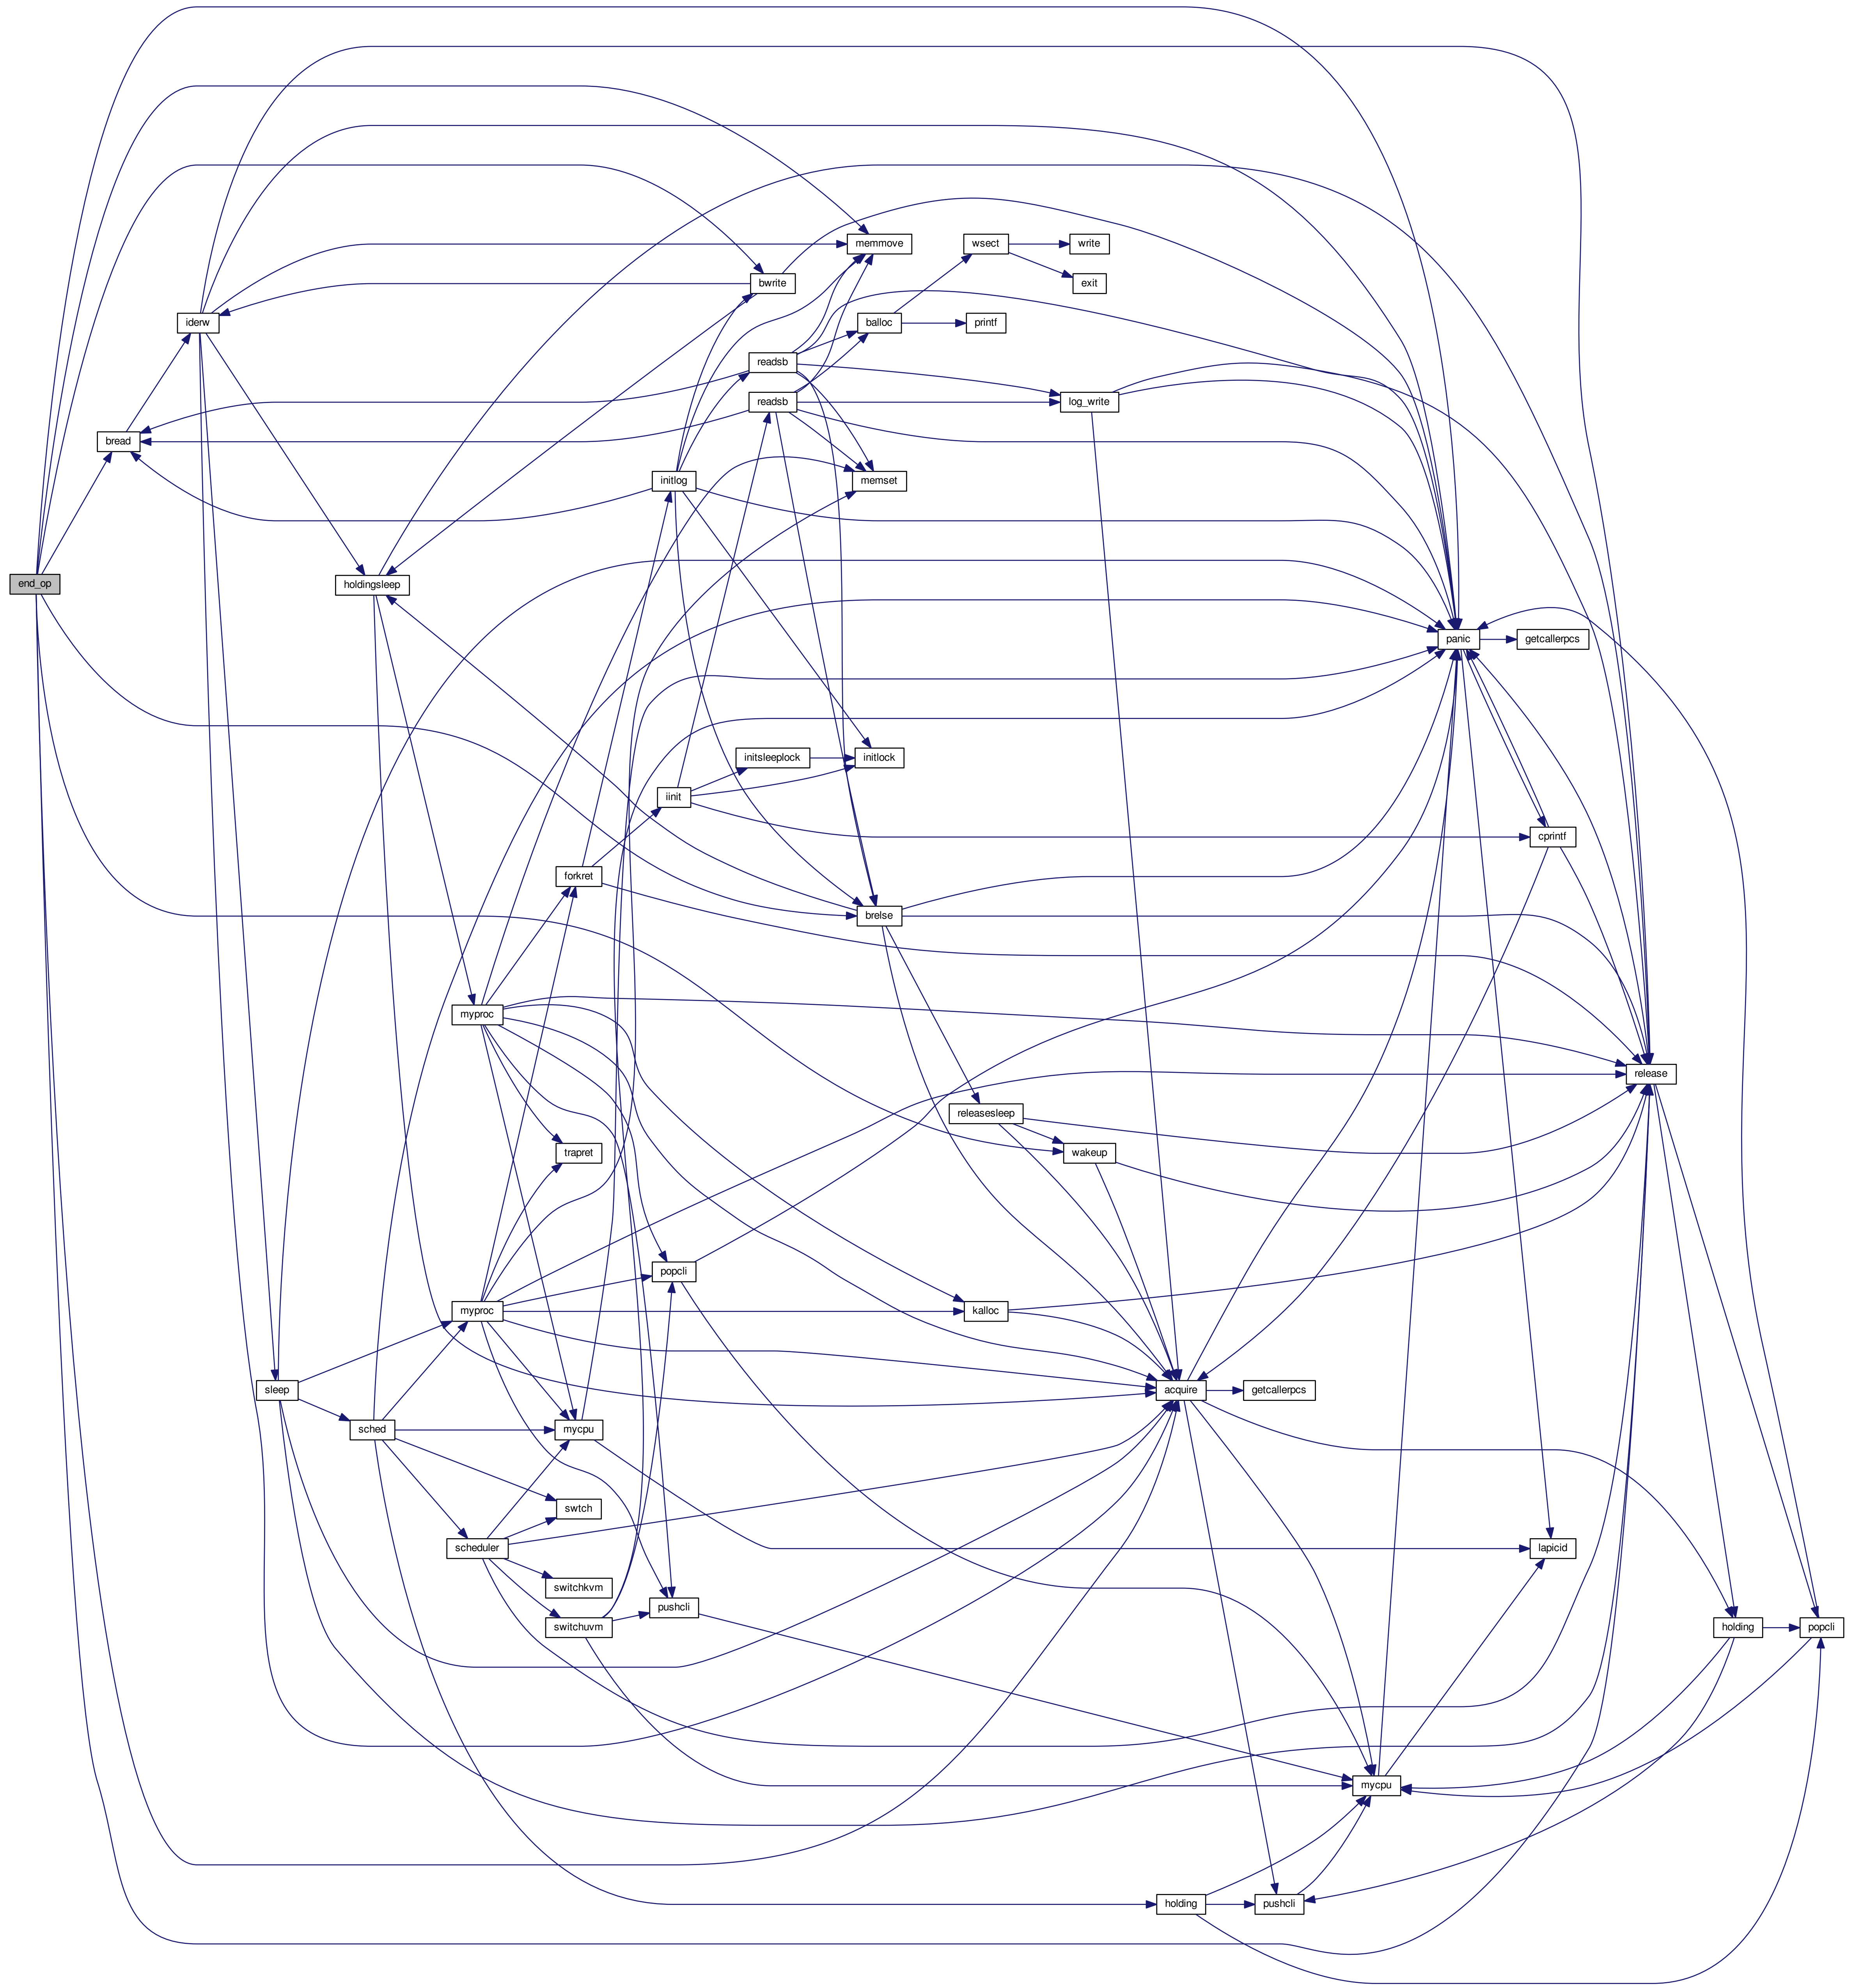 memmove
wsect
write
bwrite
exit
iderw
balloc
printf
readsb
readsb
log_write
bread
initlog
memset
end_op
holdingsleep
panic
getcallerpcs
initsleeplock
initlock
iinit
cprintf
forkret
brelse
myproc
release
releasesleep
trapret
wakeup
popcli
myproc
kalloc
sleep
acquire
getcallerpcs
sched
mycpu
swtch
scheduler
lapicid
switchkvm
pushcli
switchuvm
holding
popcli
mycpu
holding
pushcli